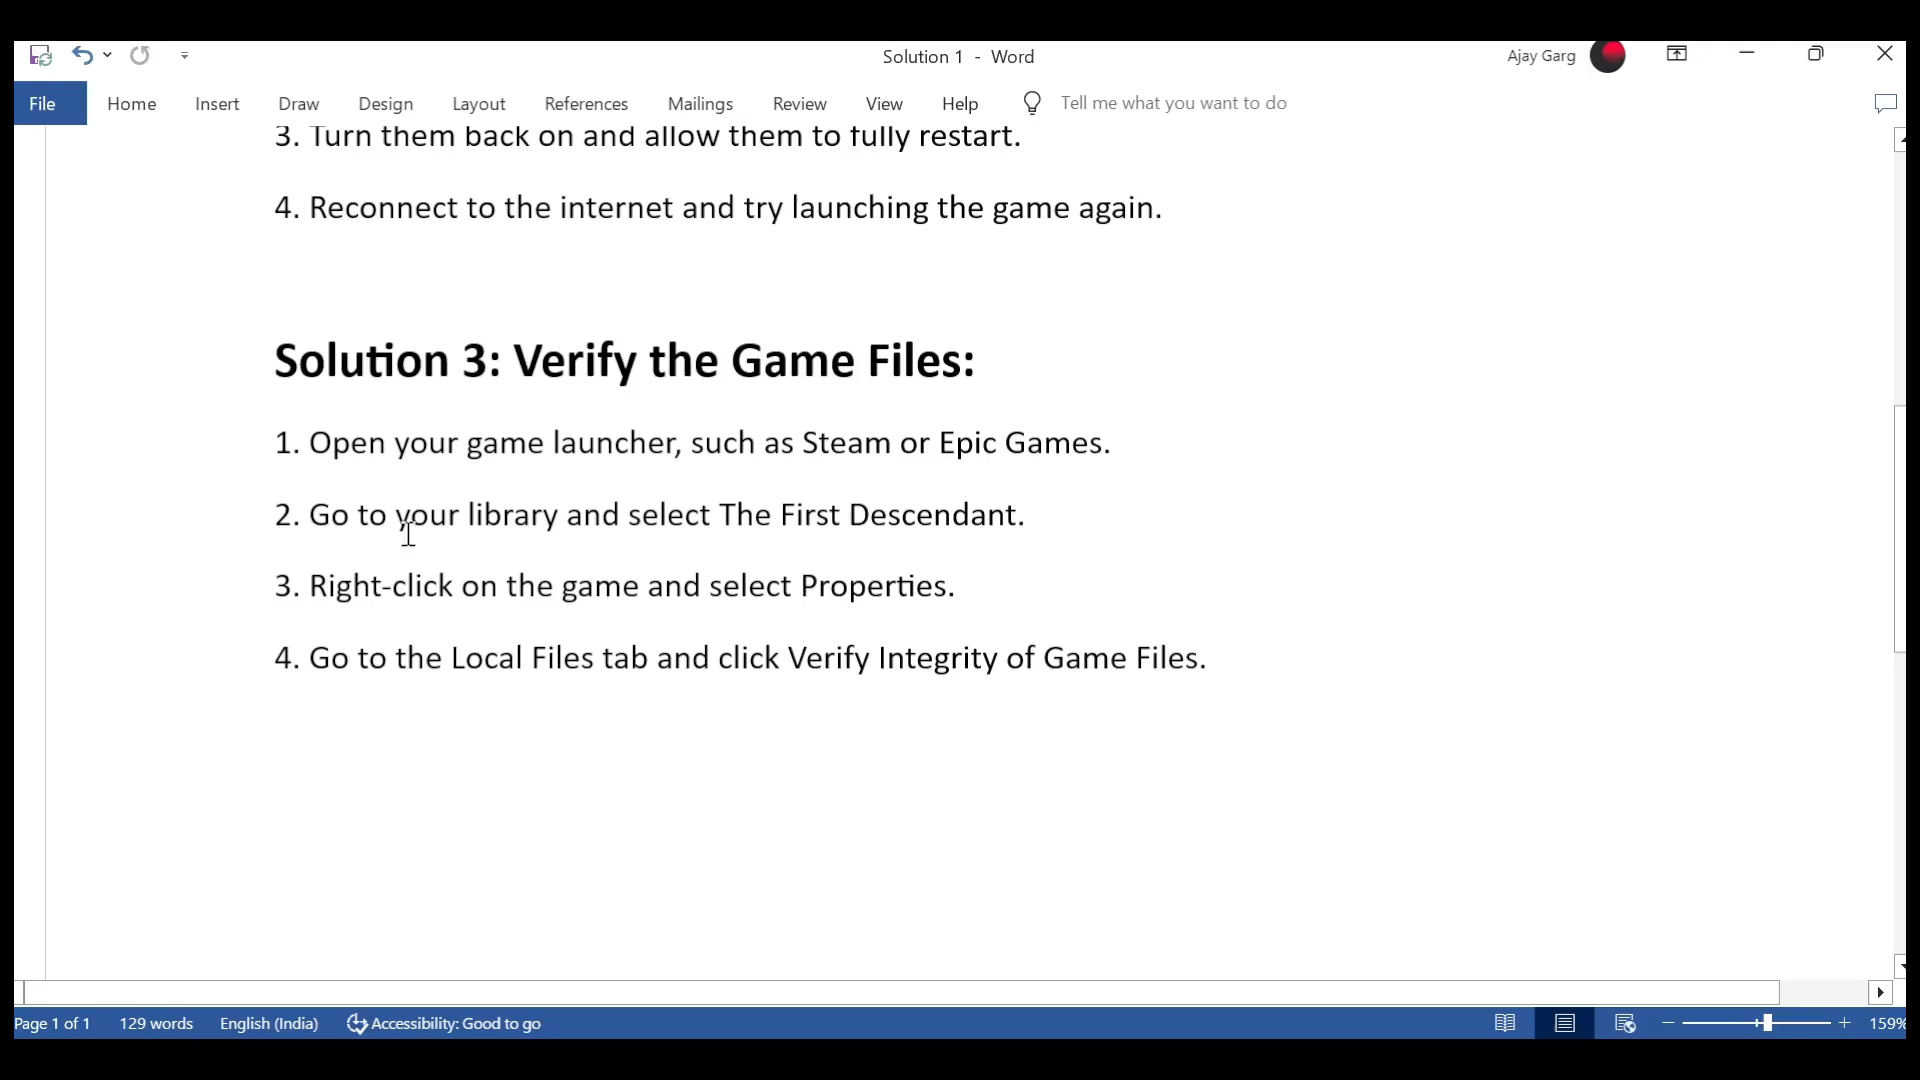 Solution 1 - Word
Ajay Garg
File Home Insert Draw Design Layout References Mailings Review View Help Tell me what you want to do
3. Turn them back on and allow them to fully restart.
4. Reconnect to the internet and try launching the game again.
Solution 3: Verify the Game Files:
1. Open your game launcher, such as Steam or Epic Games.
2. Go to your library and select The First Descendant.
3. Right-click on the game and select Properties.
4. Go to the Local Files tab and click Verify Integrity of Game Files.
Page 1 of 1 129 words English (India) Accessibility: Good to go 159%